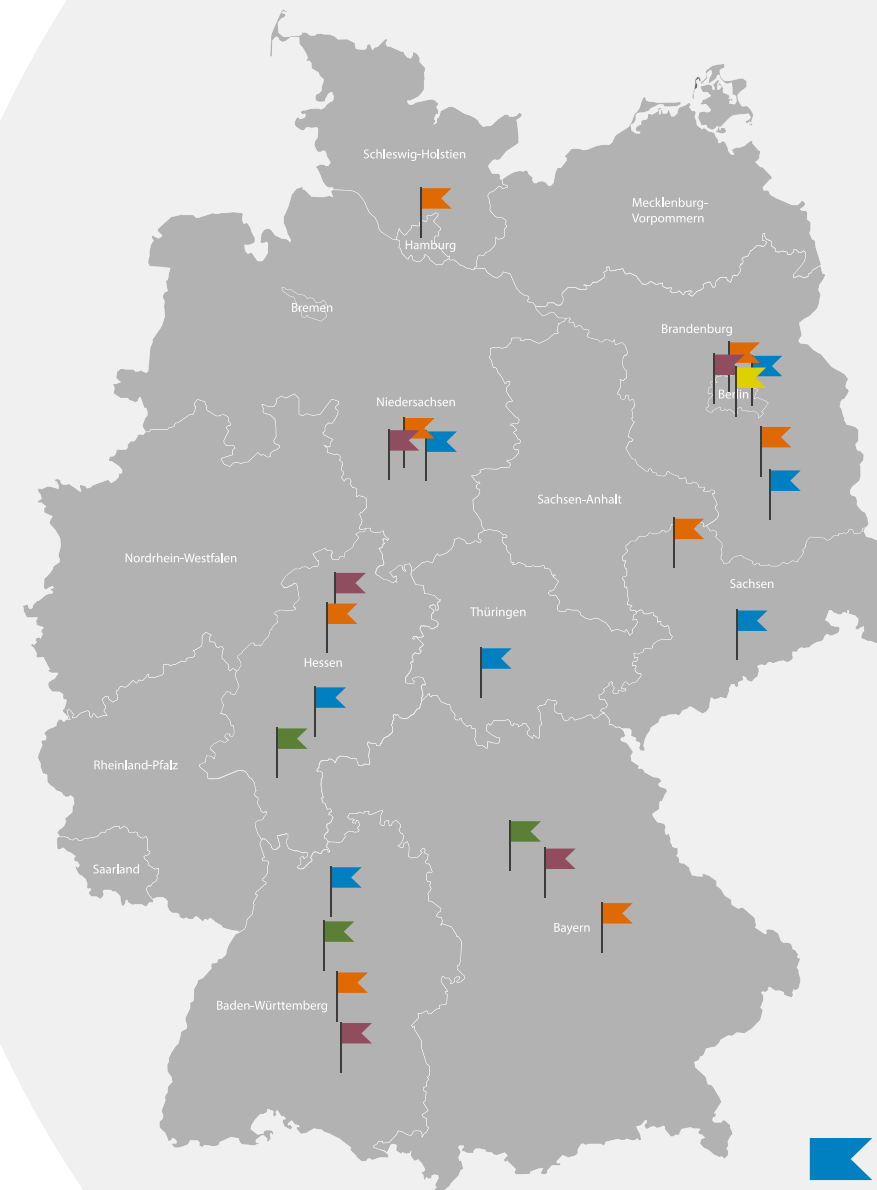 Schleswig-Holstien
Mecklenburg-
Vorpommern
Hamburg
Bremen
Brandenburg
Berlin
Niedersachsen
Sachsen-Anhalt
Nordrhein-Westfalen
Sachsen
Thüringen
Hessen
Rheinland-Pfalz
Saarland
Bayern
Baden-Württemberg